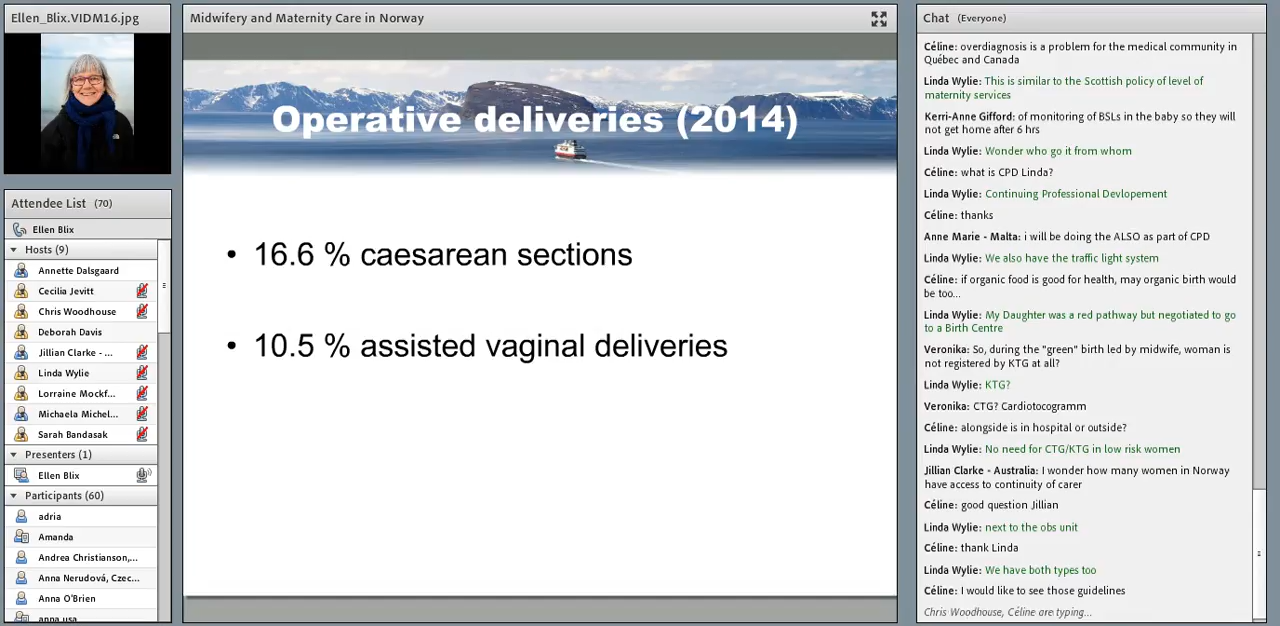 Ellen_Blix.VIDM16.jpg
Attendee List (70)
Ellen Blix
Hosts (9)
Annette Dalsgaard
Cecilia Jevitt
Chris Woodhouse
Deborah Davis
Jillian Clarke - ...
Linda Wylie
Lorraine Mockf...
Michaela Michel...
Sarah Bandasak
Presenters (1)
Ellen Blix
Participants (60)
adria
Amanda
Andrea Christianson,...
Anna Nerudová, Czec...
Anna O'Brien
anna usa
Midwifery and Maternity Care in Norway
Operative deliveries (2014)
• 16.6 % caesarean sections
• 10.5 % assisted vaginal deliveries
Chat (Everyone)
Céline: overdiagnosis is a problem for the medical community in
Québec and Canada
Linda Wylie: This is similar to the Scottish policy of level of
maternity services
Kerri-Anne Gifford: of monitoring of BSLs in the baby so they will
not get home after 6 hrs
Linda Wylie: Wonder who go it from whom
Céline: what is CPD Linda?
Linda Wylie: Continuing Professional Devlopement
Céline: thanks
Anne Marie - Malta: i will be doing the ALSO as part of CPD
Linda Wylie: We also have the traffic light system
Céline: if organic food is good for health, may organic birth would
be too...
Linda Wylie: My Daughter was a red pathway but negotiated to go
to a Birth Centre
Veronika: So, during the "green" birth led by midwife, woman is
not registered by KTG at all?
Linda Wylie: KTG?
Veronika: CTG? Cardiotocogramm
Céline: alongside is in hospital or outside?
Linda Wylie: No need for CTG/KTG in low risk women
Jillian Clarke - Australia: I wonder how many women in Norway
have access to continuity of carer
Céline: good question Jillian
Linda Wylie: next to the obs unit
Céline: thank Linda
Linda Wylie: We have both types too
Céline: I would like to see those guidelines
Chris Woodhouse, Céline are typing...